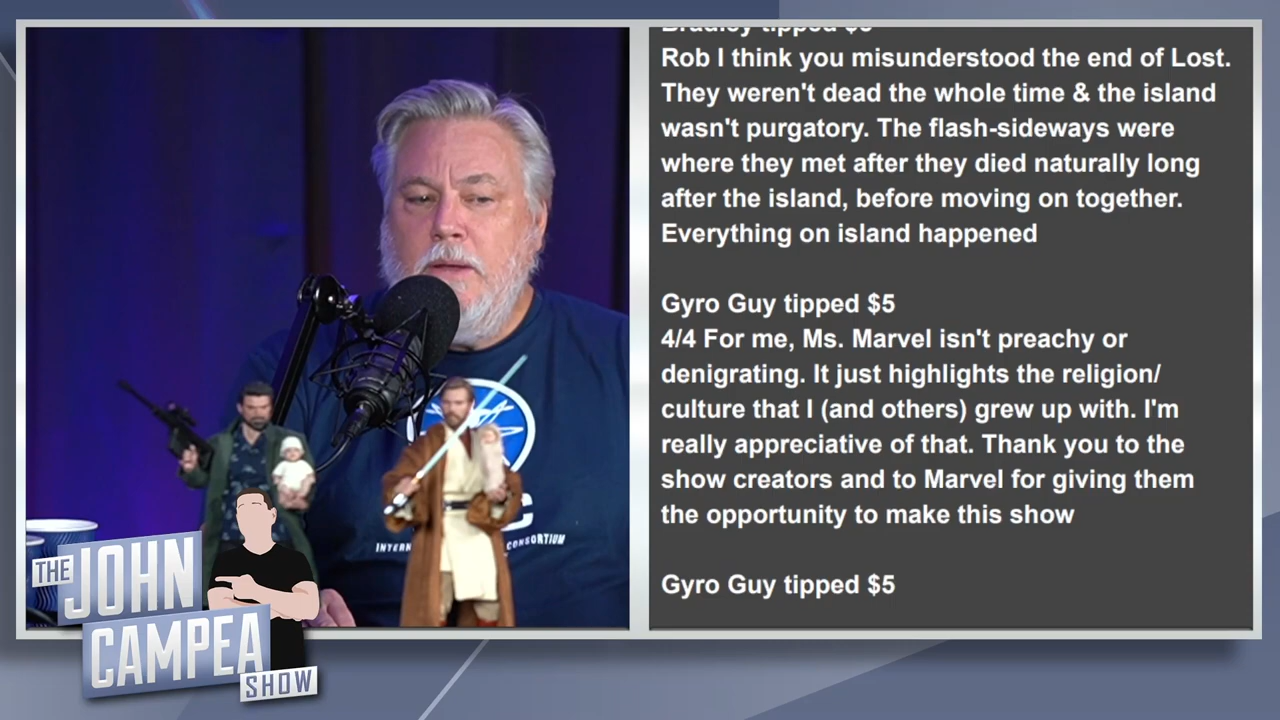 Bradley tipped $5
Rob I think you misunderstood the end of Lost.
They weren't dead the whole time & the island
wasn't purgatory. The flash-sideways were
where they met after they died naturally long
after the island, before moving on together.
Everything on island happened
Gyro Guy tipped $5
4/4 For me, Ms. Marvel isn't preachy or
denigrating. It just highlights the religion/
culture that I (and others) grew up with. I'm
really appreciative of that. Thank you to the
show creators and to Marvel for giving them
the opportunity to make this show
Gyro Guy tipped $5
THE
JOHN
CAMPEA
SHOW
CONSORTIUM